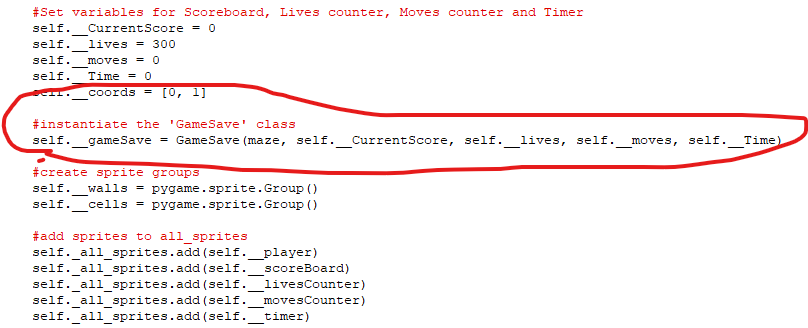 #Set variables for Scoreboard, Lives counter, Moves counter and Timer
self.__CurrentScore = 0
self.__lives = 300
self.__moves = 0
self.__Time = 0
self.__coords = [0, 1]
#instantiate the 'GameSave' class
self.__gameSave = GameSave(maze, self.__CurrentScore, self.__lives, self.__moves, self.__Time)
#create sprite groups
self.__walls = pygame.sprite.Group()
self.__cells = pygame.sprite.Group()
#add sprites to all_sprites
self._all_sprites.add(self.__player)
self._all_sprites.add(self.__scoreBoard)
self._all_sprites.add(self.__livesCounter)
self._all_sprites.add(self.__movesCounter)
self._all_sprites.add(self.__timer)